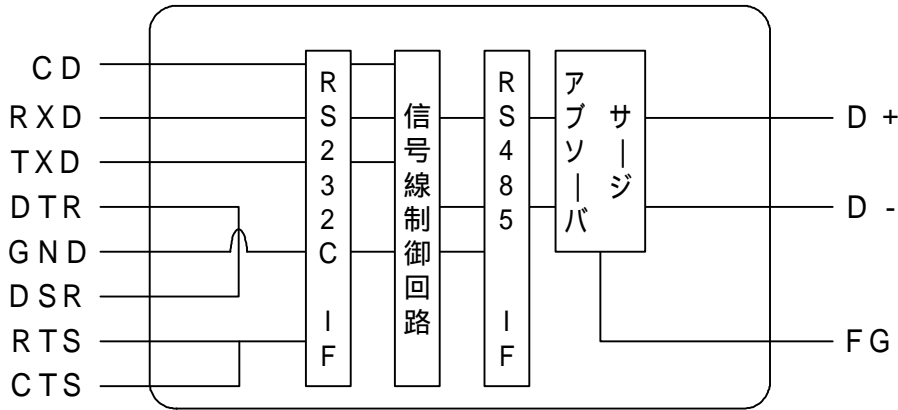 CD
RXD
TXD
DTR
GND
DSR
RTS
CTS
RS232C IF
信号線制御回路
RS485 IF
サージ
アブソーバ
D+
D-
FG